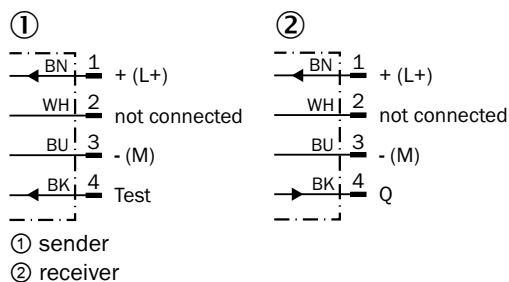 ① ②
BN 1 + (L+) BN 1 + (L+)
WH 2 not connected WH 2 not connected
BU 3 - (M) BU 3 - (M)
BK 4 Test BK 4 Q
① sender
② receiver